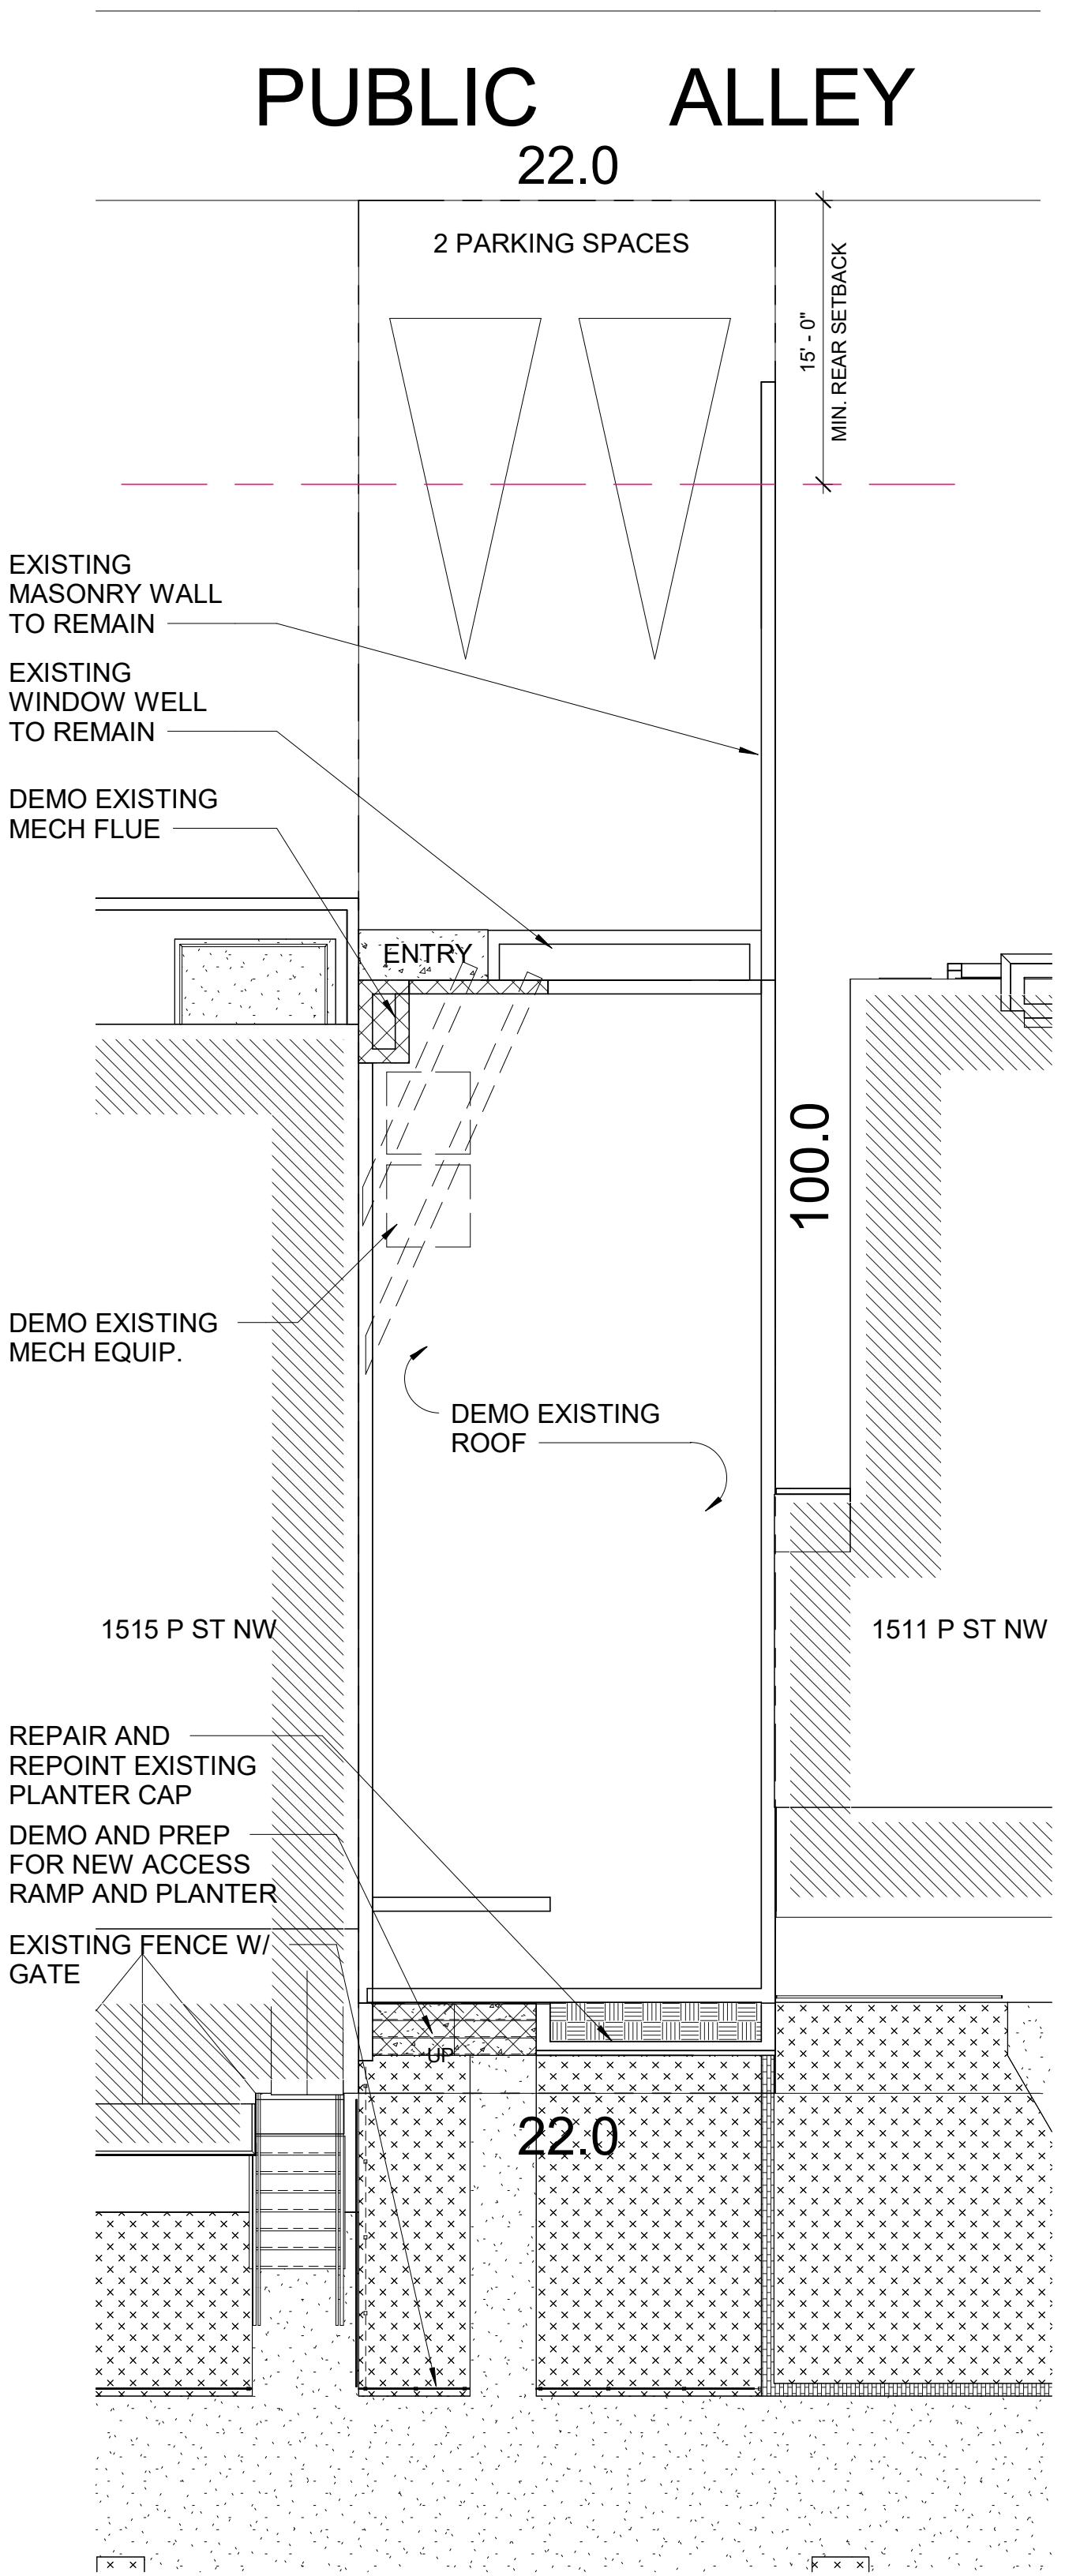 PUBLIC ALLEY
22.0
2 PARKING SPACES
15' - 0"
MIN. REAR SETBACK
EXISTING
MASONRY WALL
TO REMAIN
EXISTING
WINDOW WELL
TO REMAIN
DEMO EXISTING
MECH FLUE
ENTRY
100.0
DEMO EXISTING
MECH EQUIP.
DEMO EXISTING
ROOF
1515 P ST NW
1511 P ST NW
REPAIR AND
REPOINT EXISTING
PLANTER CAP
DEMO AND PREP
FOR NEW ACCESS
RAMP AND PLANTER
EXISTING FENCE W/
GATE
UP
22.0